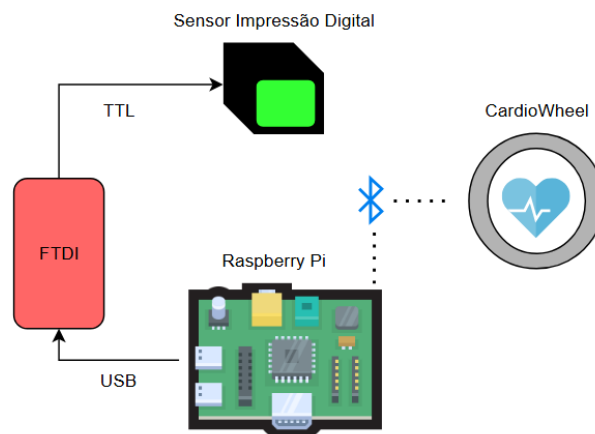 Sensor Impressão Digital
TTL
CardioWheel
FTDI
Raspberry Pi
USB